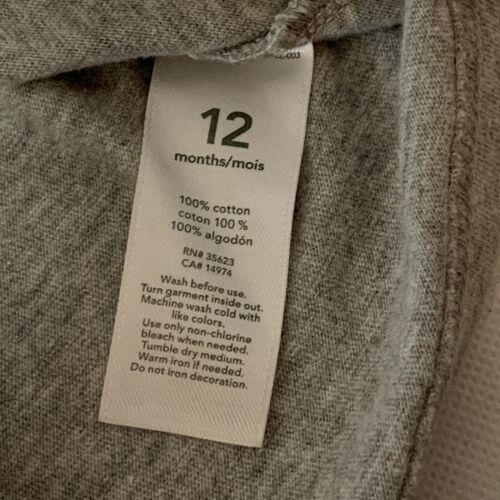 12
months/mois
100% cotton
coton 100 %
100% algodón
RN# 35623
CA# 14974
Wash before use.
Turn garment inside out.
Machine wash cold with
like colors.
Use only non-chlorine
bleach when needed.
Tumble dry medium.
Warm iron if needed.
Do not iron decoration.